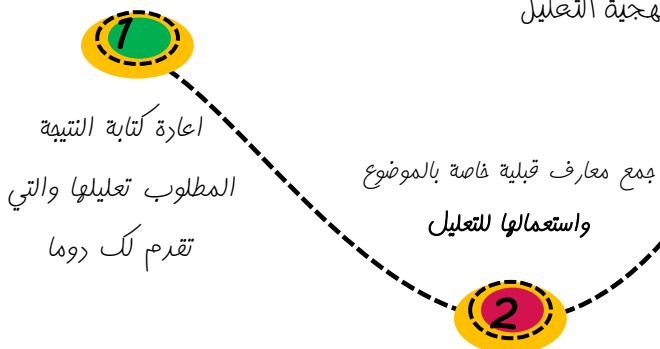 التعليل
1
اعادة كتابة النتيجة
المطلوب تعليلها والتي
تقدم لك دوما
جمع معارف قبلية خاصة بالموضوع
واستعمالها للتعليل
2